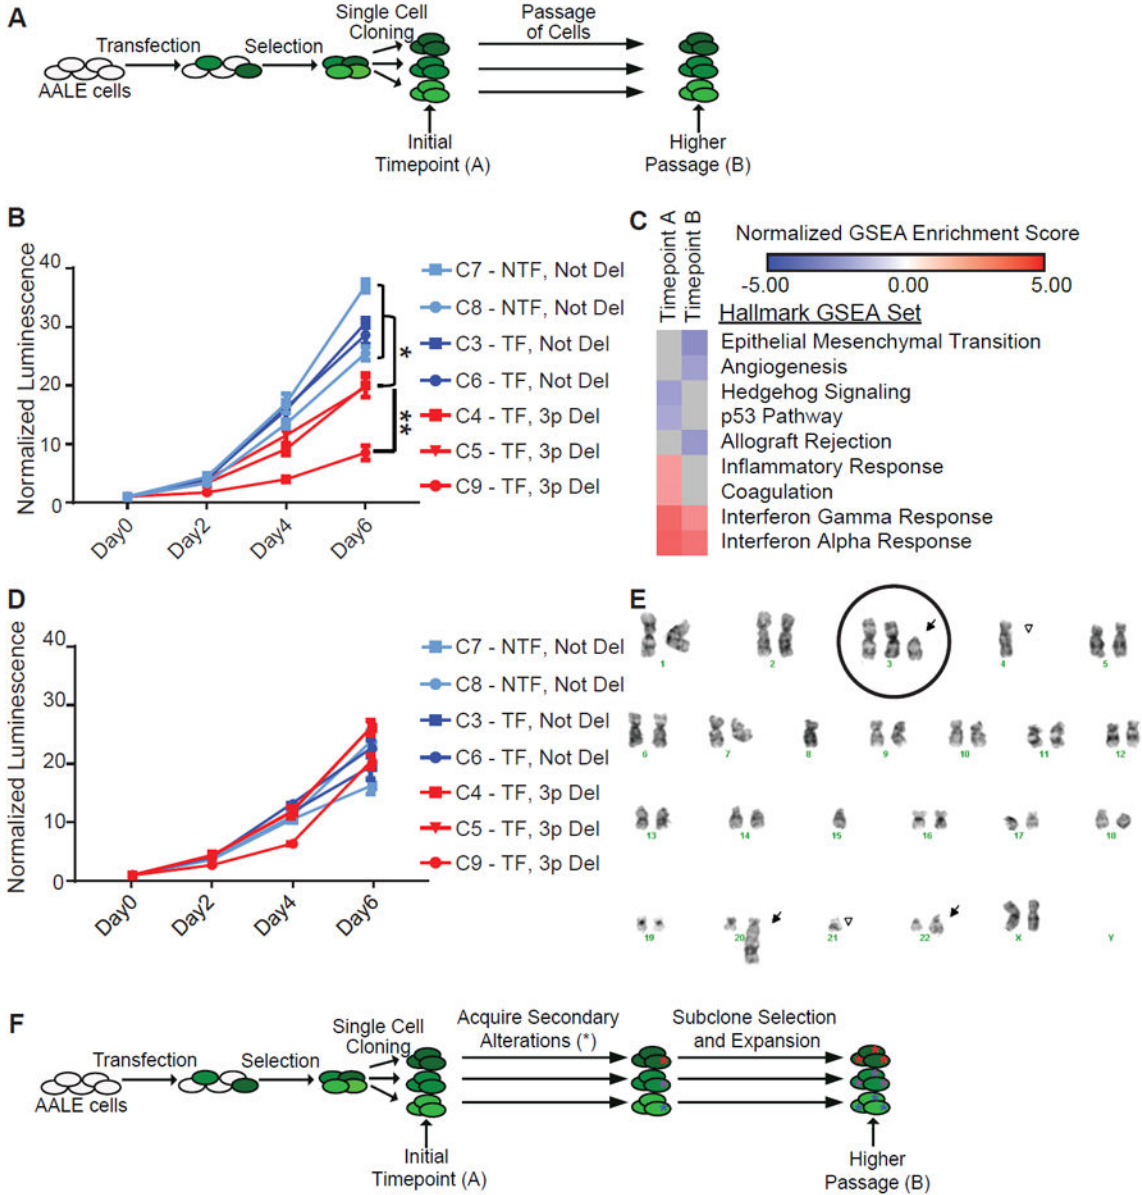 A
Single Cell
Cloning
Passage
of Cells
Transfection
Selection
AALE cells
Initial
Timepoint (A)
Higher
Passage (B)
B
Normalized Luminescence
40
30
20
10
0
Day0
Day2
Day4
Day6
*
**
C7 - NTF, Not Del
C8 - NTF, Not Del
C3 - TF, Not Del
C6 - TF, Not Del
C4 - TF, 3p Del
C5 - TF, 3p Del
C9 - TF, 3p Del
C
Timepoint A
Timepoint B
Normalized GSEA Enrichment Score
-5.00 0.00 5.00
Hallmark GSEA Set
Epithelial Mesenchymal Transition
Angiogenesis
Hedgehog Signaling
p53 Pathway
Allograft Rejection
Inflammatory Response
Coagulation
Interferon Gamma Response
Interferon Alpha Response
D
Normalized Luminescence
40
30
20
10
0
Day0
Day2
Day4
Day6
C7 - NTF, Not Del
C8 - NTF, Not Del
C3 - TF, Not Del
C6 - TF, Not Del
C4 - TF, 3p Del
C5 - TF, 3p Del
C9 - TF, 3p Del
E
1 2 3 4 5
6 7 8 9 10 11 12
13 14 15 16 17 18
19 20 21 22 X Y
F
Single Cell
Cloning
Acquire Secondary
Alterations (*)
Subclone Selection
and Expansion
Transfection
Selection
AALE cells
Initial
Timepoint (A)
Higher
Passage (B)